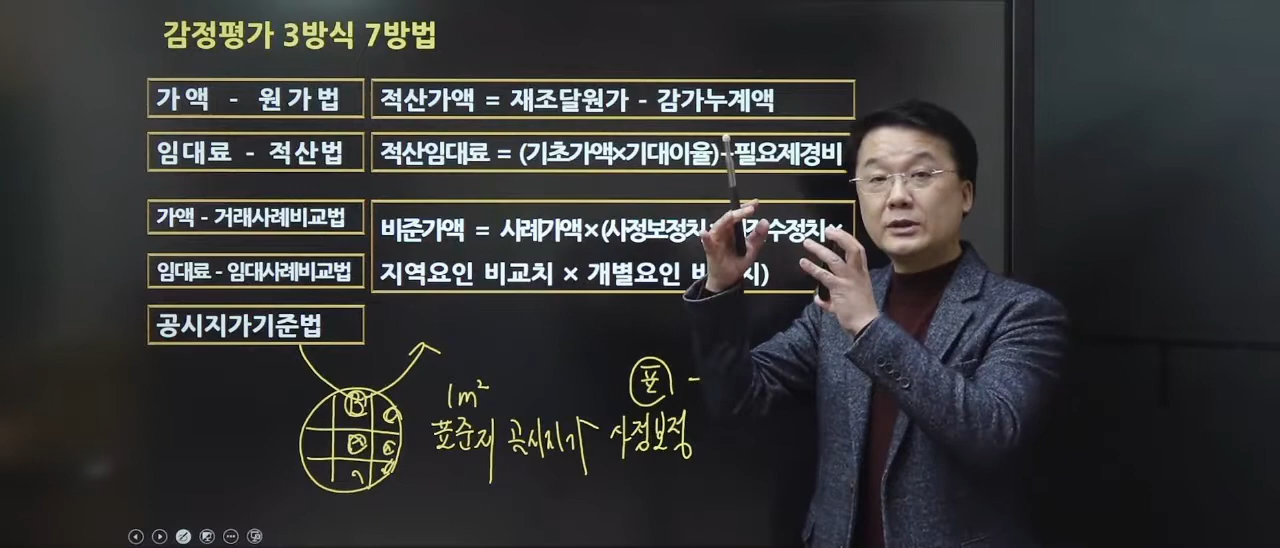 감정평가 3방식 7방법
가액 - 원가법
적산가액 = 재조달원가 - 감가누계액
임대료 - 적산법
적산임대료 = (기초가액×기대이율)+필요제경비
가액 - 거래사례비교법
비준가액 = 사례가액×(사정보정치×
수정치×
임대료 - 임대사례비교법
지역요인 비교치 × 개별요인
치)
공시지가기준법
1m²
표 -
표준지 공시지가 사정보정